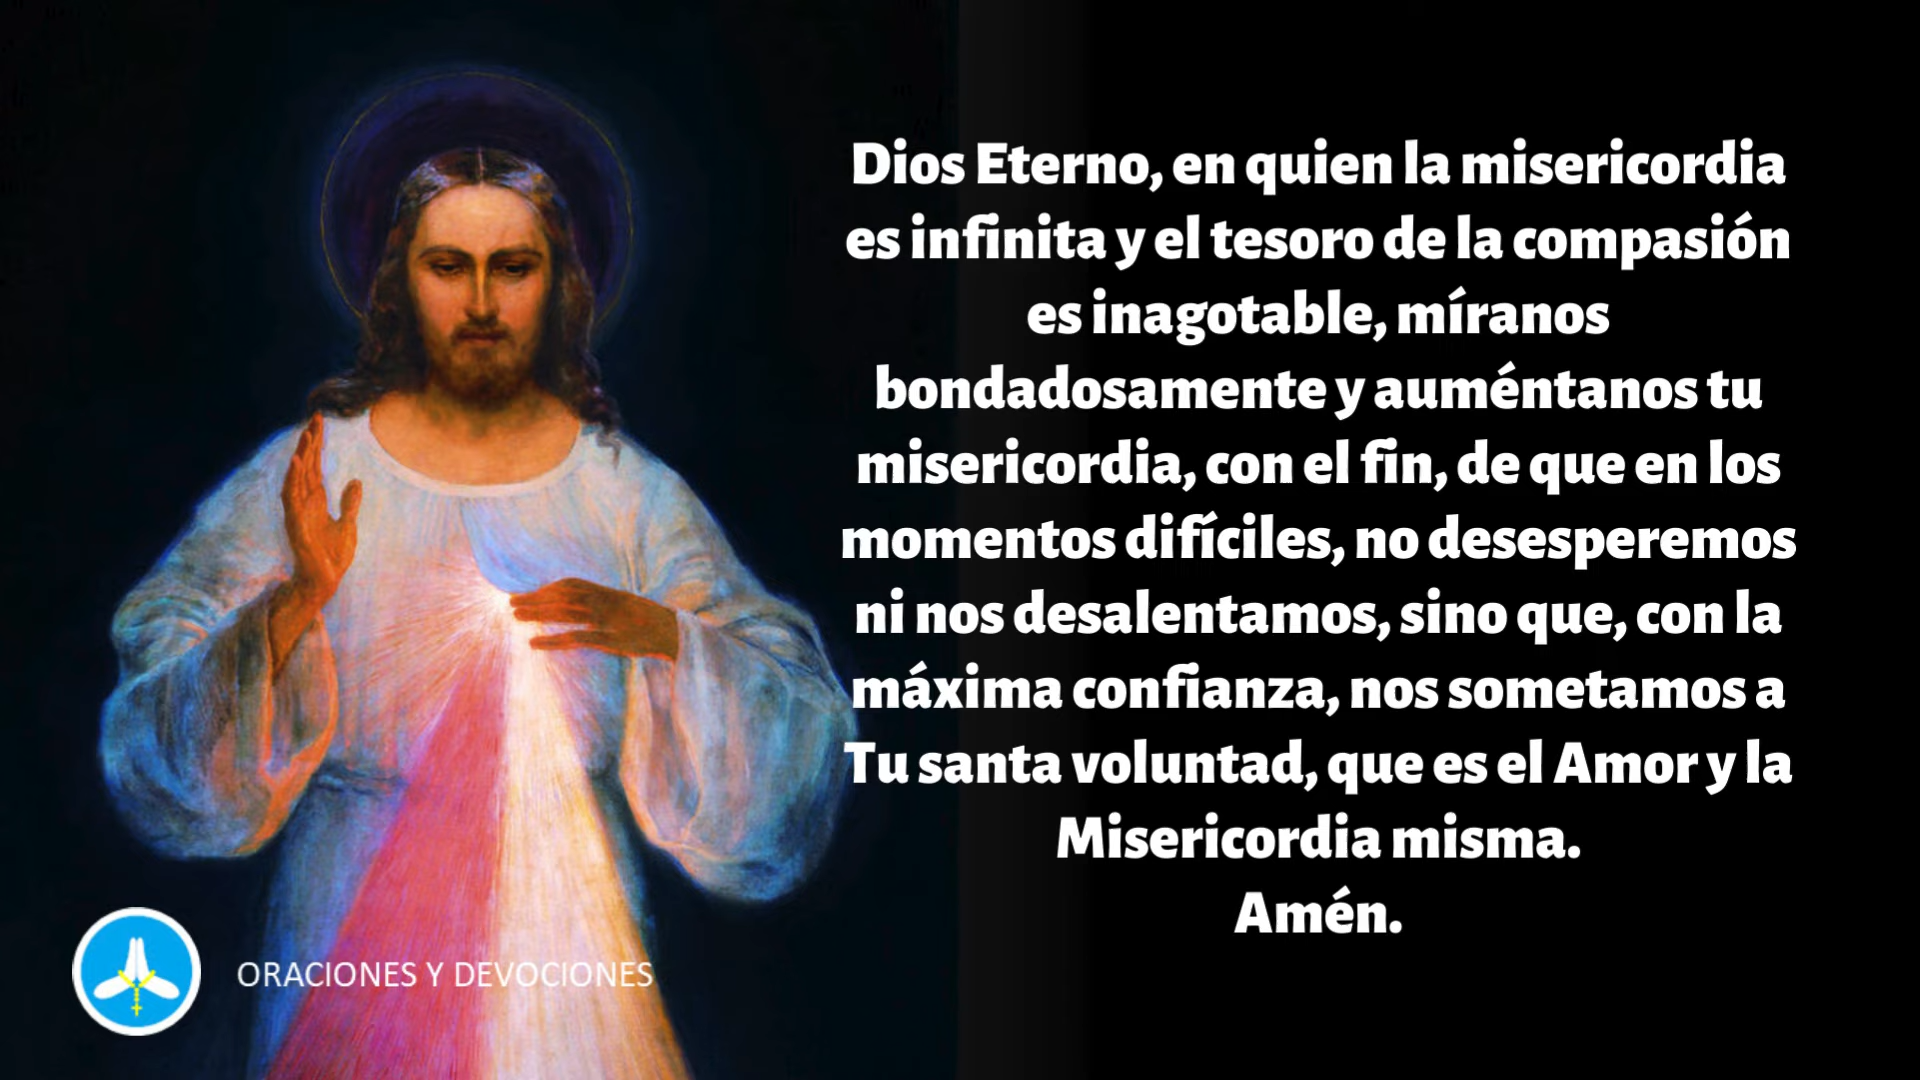 Dios Eterno, en quien la misericordia
es infinita y el tesoro de la compasión
es inagotable, míranos
bondadosamente y auméntanos tu
misericordia, con el fin, de que en los
momentos difíciles, no desesperemos
ni nos desalentamos, sino que, con la
máxima confianza, nos sometamos a
Tu santa voluntad, que es el Amor y la
Misericordia misma.
Amén.
ORACIONES Y DEVOCIONES